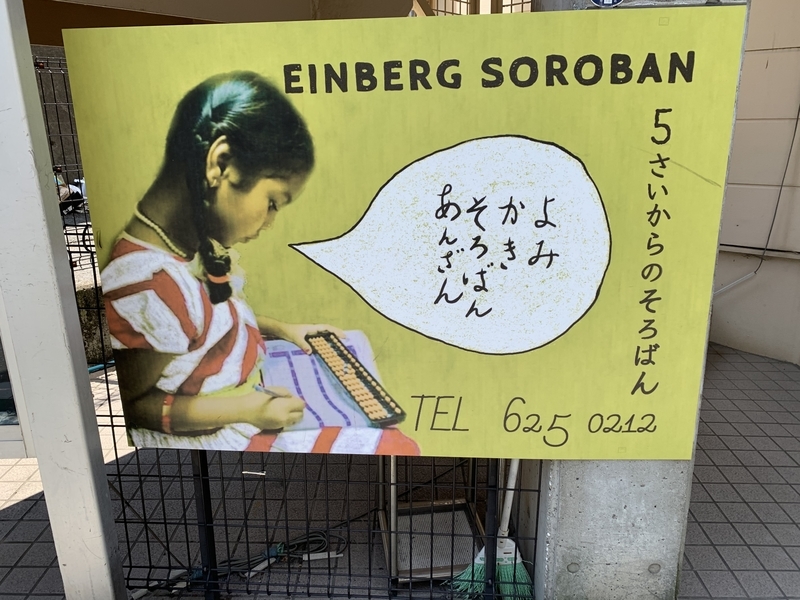 EINBERG SOROBAN
5さいからのそろばん
よみ
かき
そろばん
あんざん
TEL 625 0212